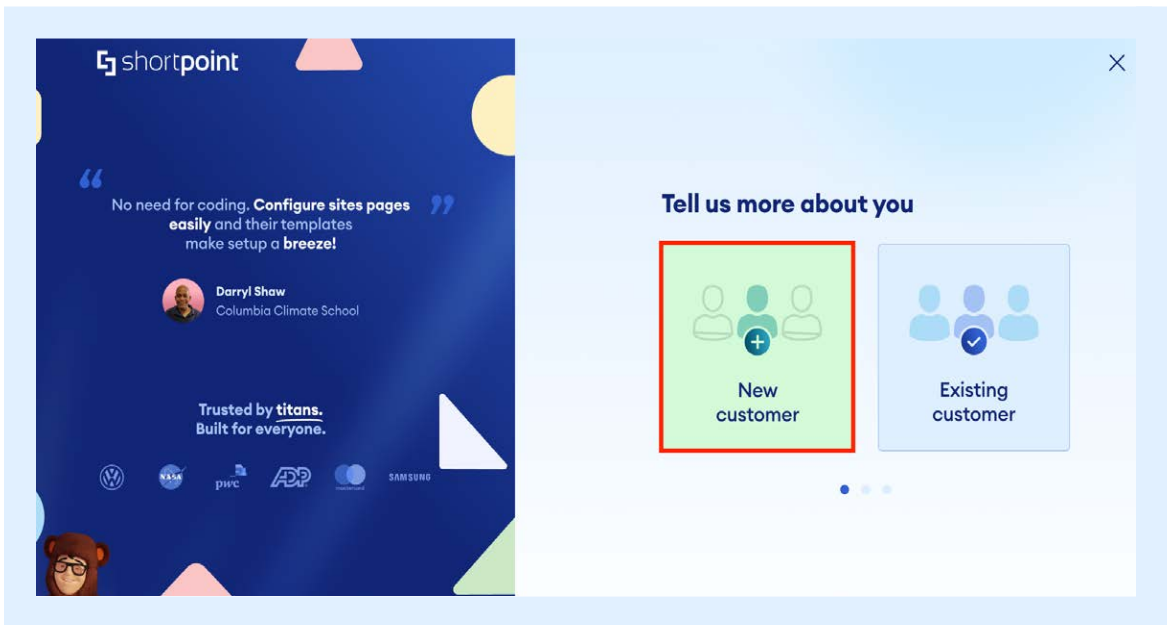 shortpoint
“
No need for coding. Configure sites pages
easily and their templates
make setup a breeze!
”
Darryl Shaw
Columbia Climate School
Trusted by titans.
Built for everyone.
NASA
pwc
ADP
mastercard
SAMSUNG
Tell us more about you
New
customer
Existing
customer